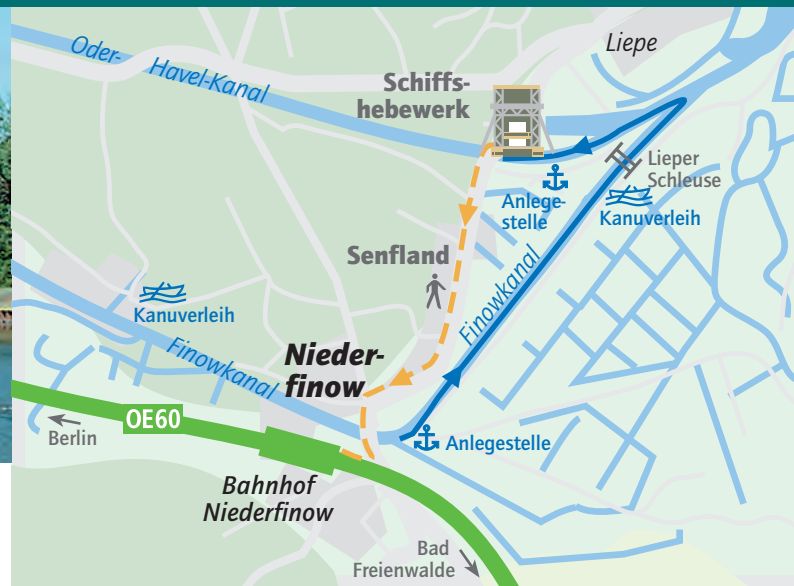 Liepe
Oder- Havel-Kanal
Schiffs-
hebewerk
Lieper
Schleuse
Anlege-
stelle
Kanuverleih
Senfland
Finowkanal
Kanuverleih
Finowkanal
Nieder-
finow
OE60
Berlin
Anlegestelle
Bahnhof
Niederfinow
Bad
Freienwalde